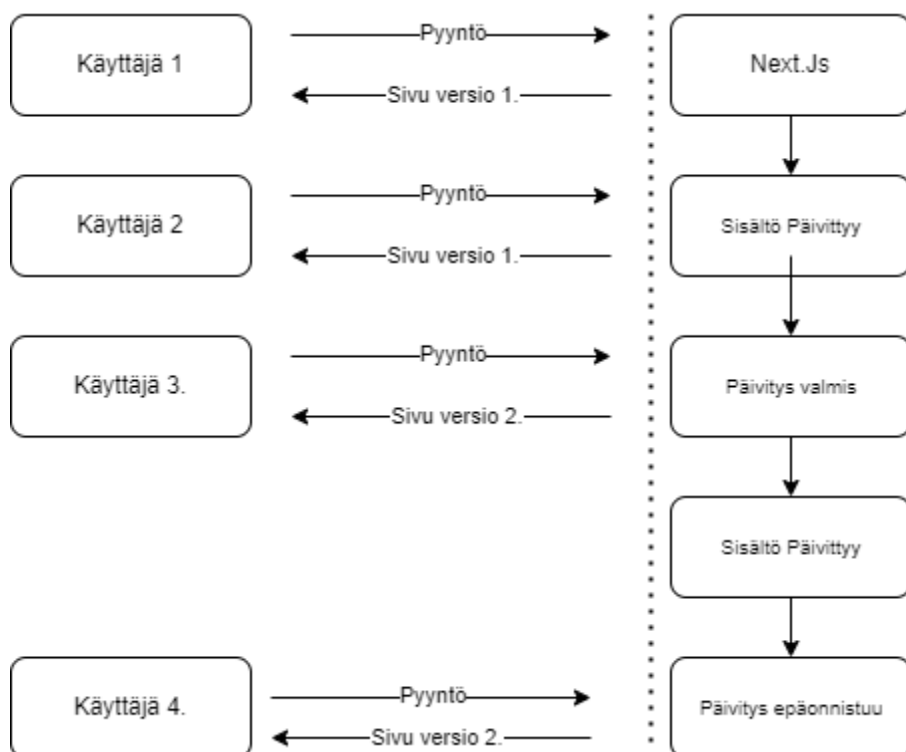 Käyttäjä 1
Pyyntö
Sivu versio 1.
Next.Js
Käyttäjä 2
Pyyntö
Sivu versio 1.
Sisältö Päivittyy
Käyttäjä 3.
Pyyntö
Sivu versio 2.
Päivitys valmis
Sisältö Päivittyy
Käyttäjä 4.
Pyyntö
Sivu versio 2.
Päivitys epäonnistuu